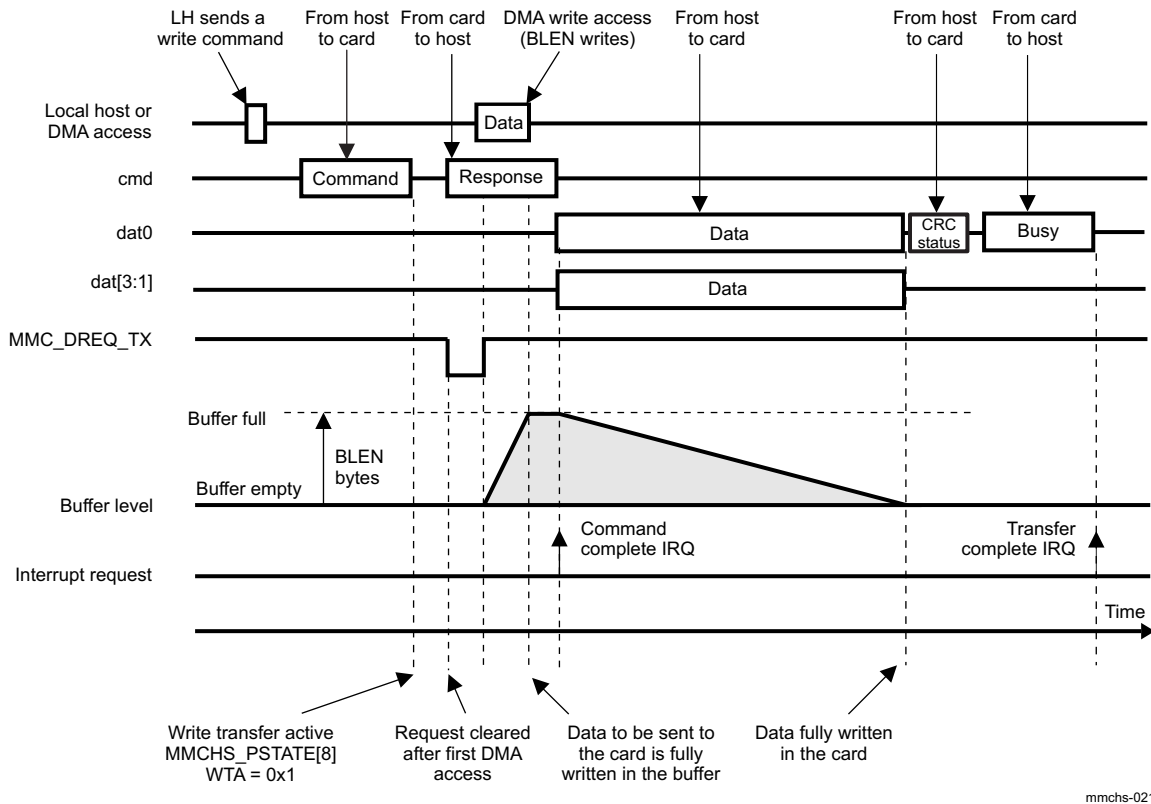 LH sends a
write command
From host
to card
From card
to host
DMA write access
(BLEN writes)
From host
to card
From host
to card
From card
to host
Local host or
DMA access
Data
cmd
Command
Response
dat0
Data
CRC
status
Busy
dat[3:1]
Data
MMC_DREQ_TX
Buffer full
BLEN
bytes
Buffer empty
Buffer level
Command
complete IRQ
Transfer
complete IRQ
Interrupt request
Time
Write transfer active
MMCHS_PSTATE[8]
WTA = 0x1
Request cleared
after first DMA
access
Data to be sent to
the card is fully
written in the buffer
Data fully written
in the card